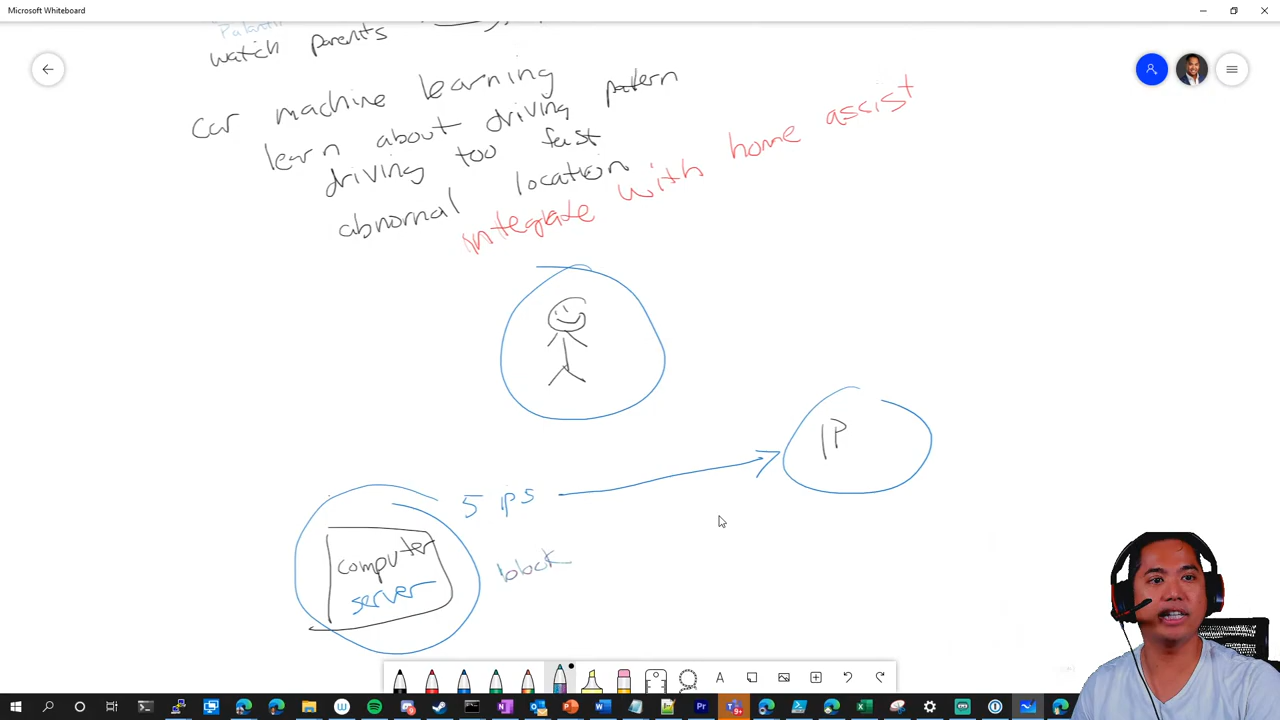 Microsoft Whiteboard
Palantir
watch parents
car machine learning
learn about driving pattern
driving too fast
abnormal location
integrate with home assist
IP
5 ips
computer
server
block